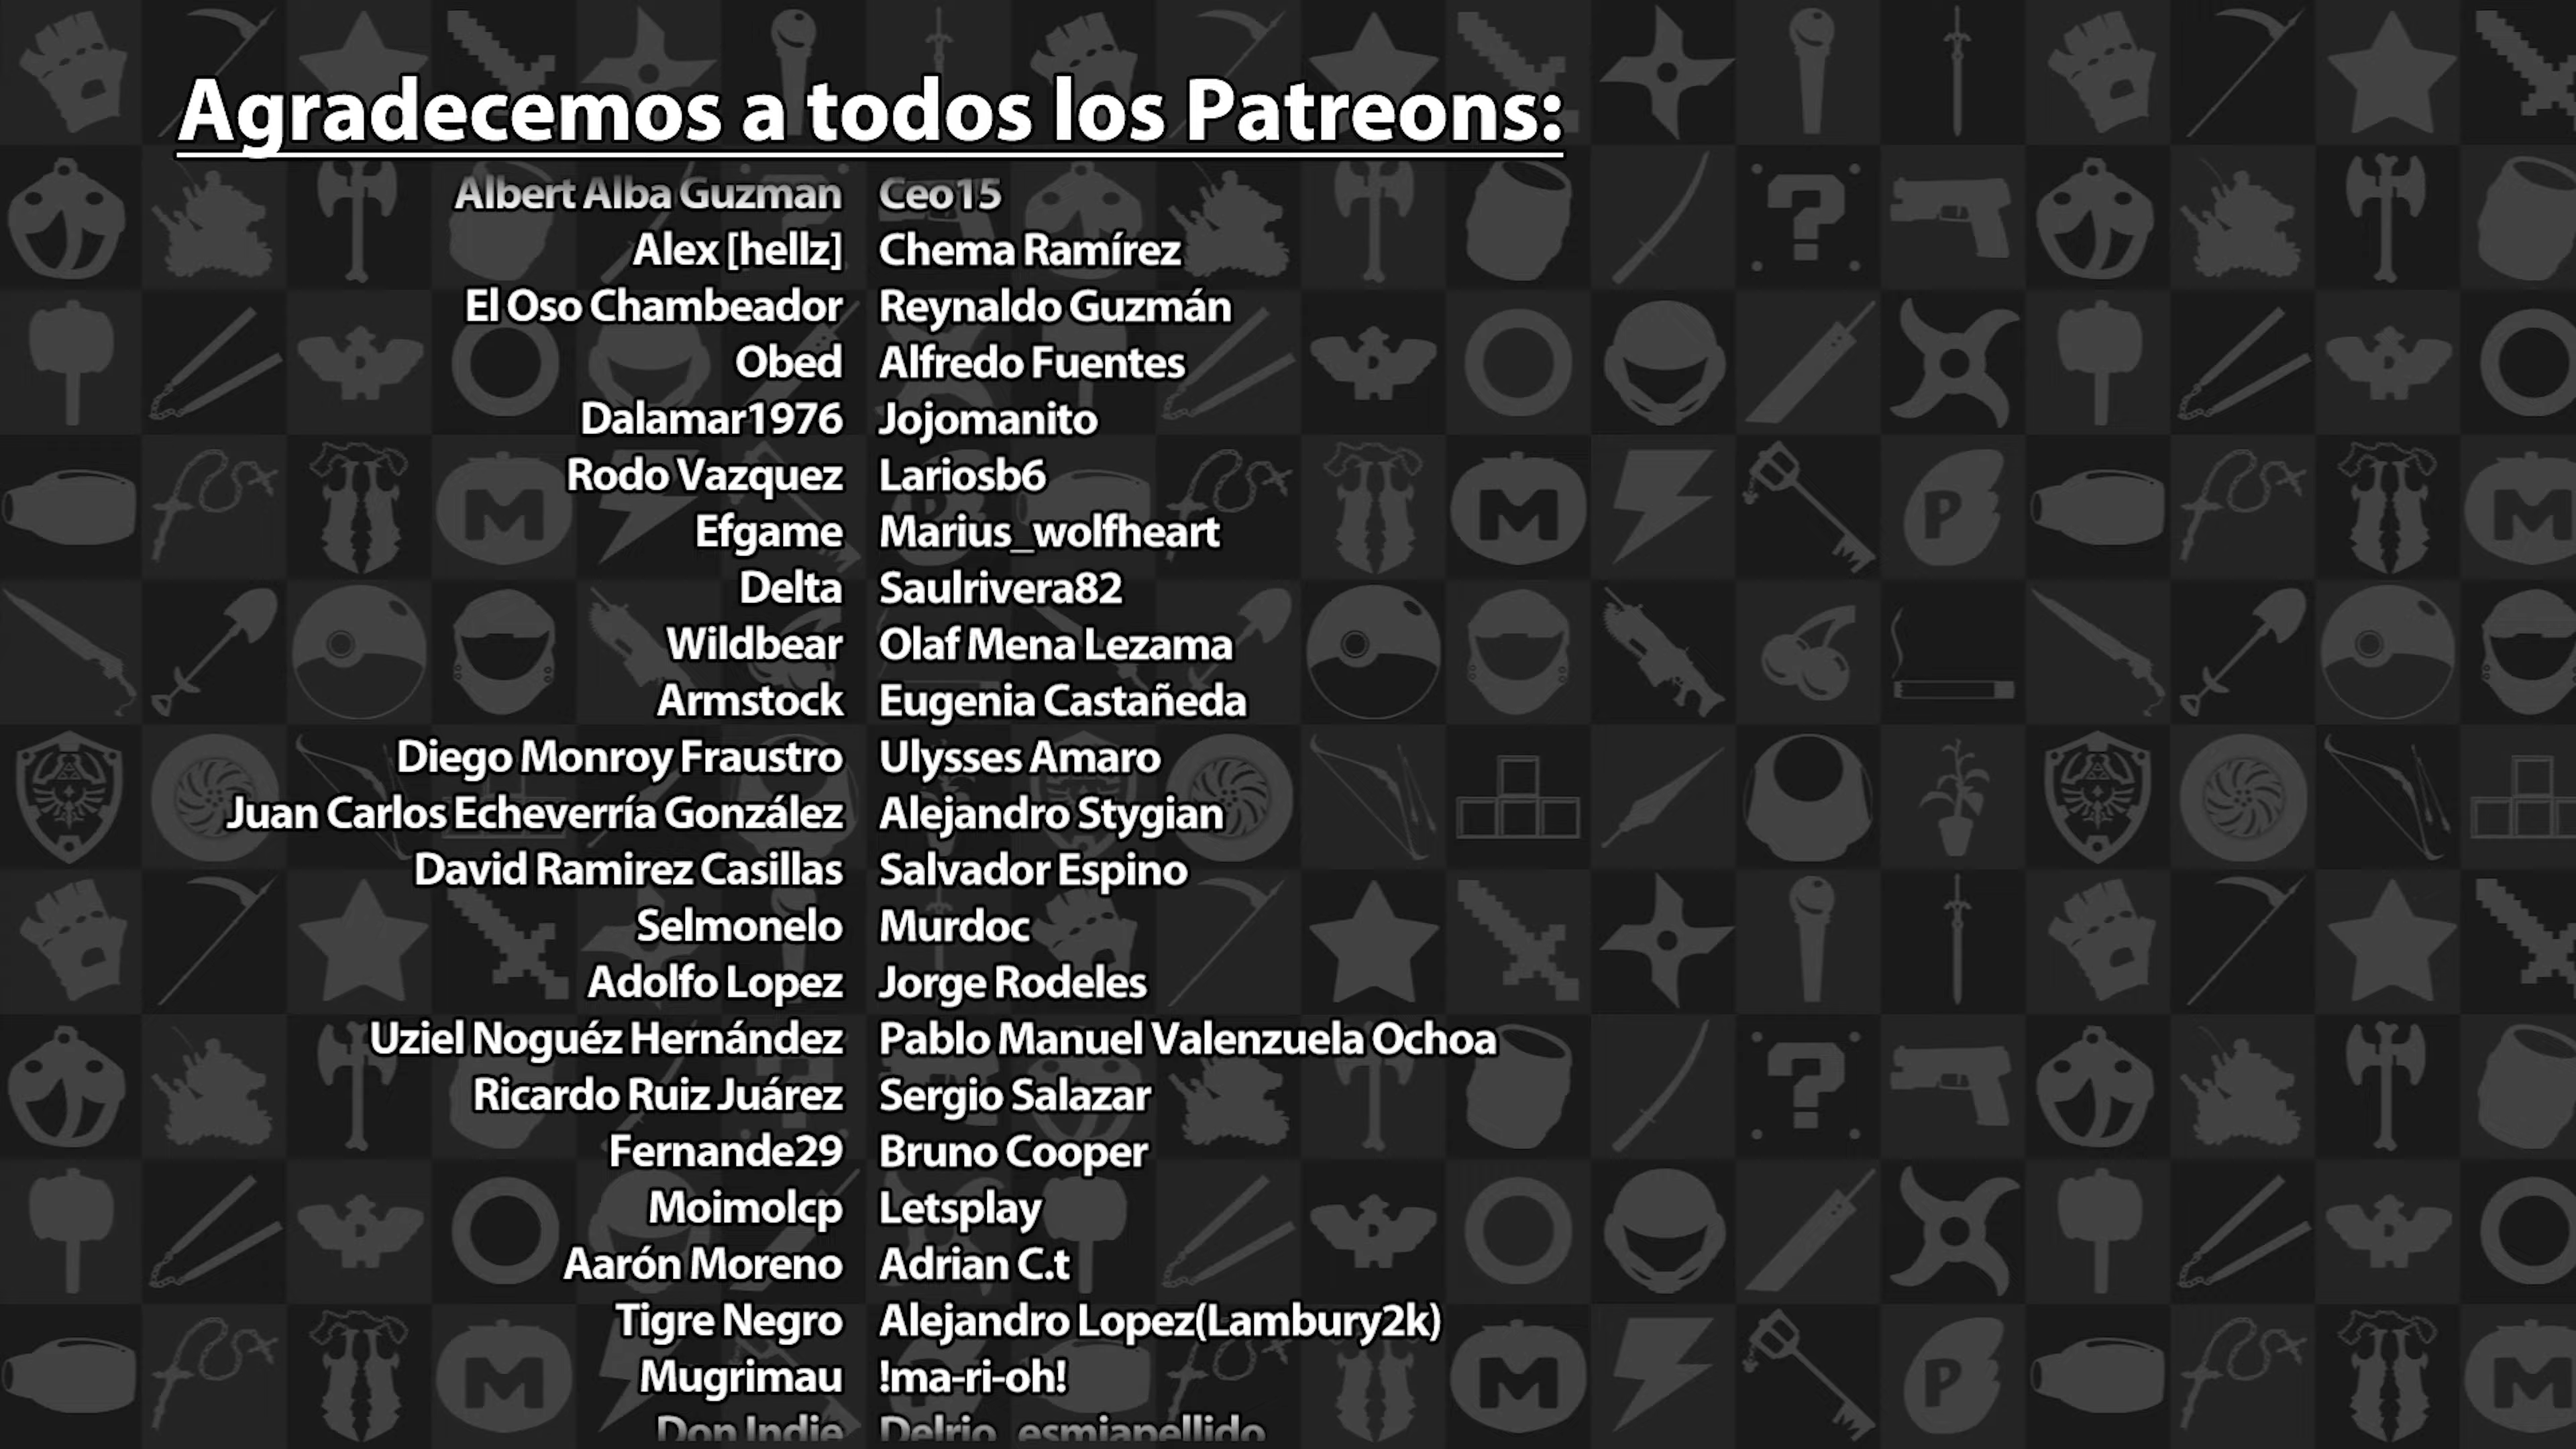 Agradecemos a todos los Patreons:
Albert Alba Guzman Ceo15
Alex [hellz] Chema Ramírez
El Oso Chambeador Reynaldo Guzmán
Obed Alfredo Fuentes
Dalamar1976 Jojomanito
Rodo Vazquez Lariosb6
Efgame Marius_wolfheart
Delta Saulrivera82
Wildbear Olaf Mena Lezama
Armstock Eugenia Castañeda
Diego Monroy Fraustro Ulysses Amaro
Juan Carlos Echeverría González Alejandro Stygian
David Ramirez Casillas Salvador Espino
Selmonelo Murdoc
Adolfo Lopez Jorge Rodeles
Uziel Noguéz Hernández Pablo Manuel Valenzuela Ochoa
Ricardo Ruiz Juárez Sergio Salazar
Fernande29 Bruno Cooper
Moimolcp Letsplay
Aarón Moreno Adrian C.t
Tigre Negro Alejandro Lopez(Lambury2k)
Mugrimau !ma-ri-oh!
Don Indie Delrio_esmiapellido